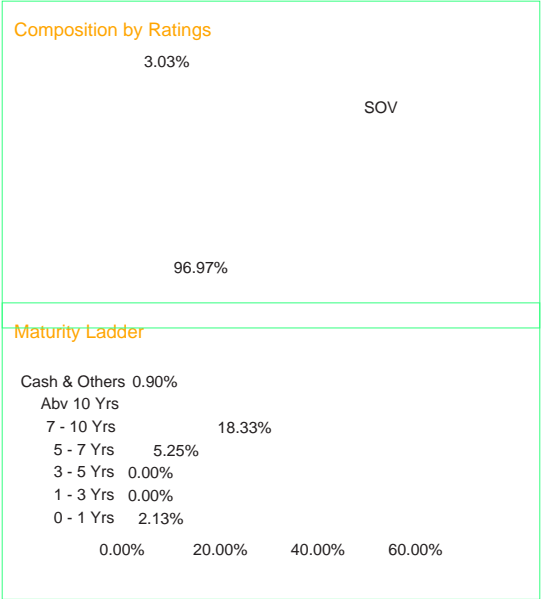 Composition by Ratings
3.03%
SOV
96.97%
Maturity Ladder
Cash & Others 0.90%
Abv 10 Yrs
7 - 10 Yrs 18.33%
5 - 7 Yrs 5.25%
3 - 5 Yrs 0.00%
1 - 3 Yrs 0.00%
0 - 1 Yrs 2.13%
0.00% 20.00% 40.00% 60.00%